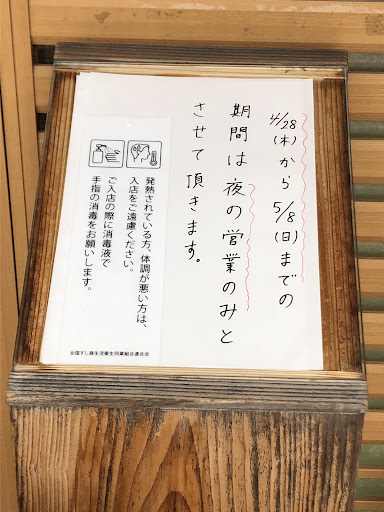 4/28(木)から5/8(日)までの
期間は夜の営業のみと
させて頂きます。
発熱されている方、体調が悪い方は、
入店をご遠慮ください。
ご入店の際に消毒液で
手指の消毒をお願いします。
全国すし商生活衛生同業組合連合会